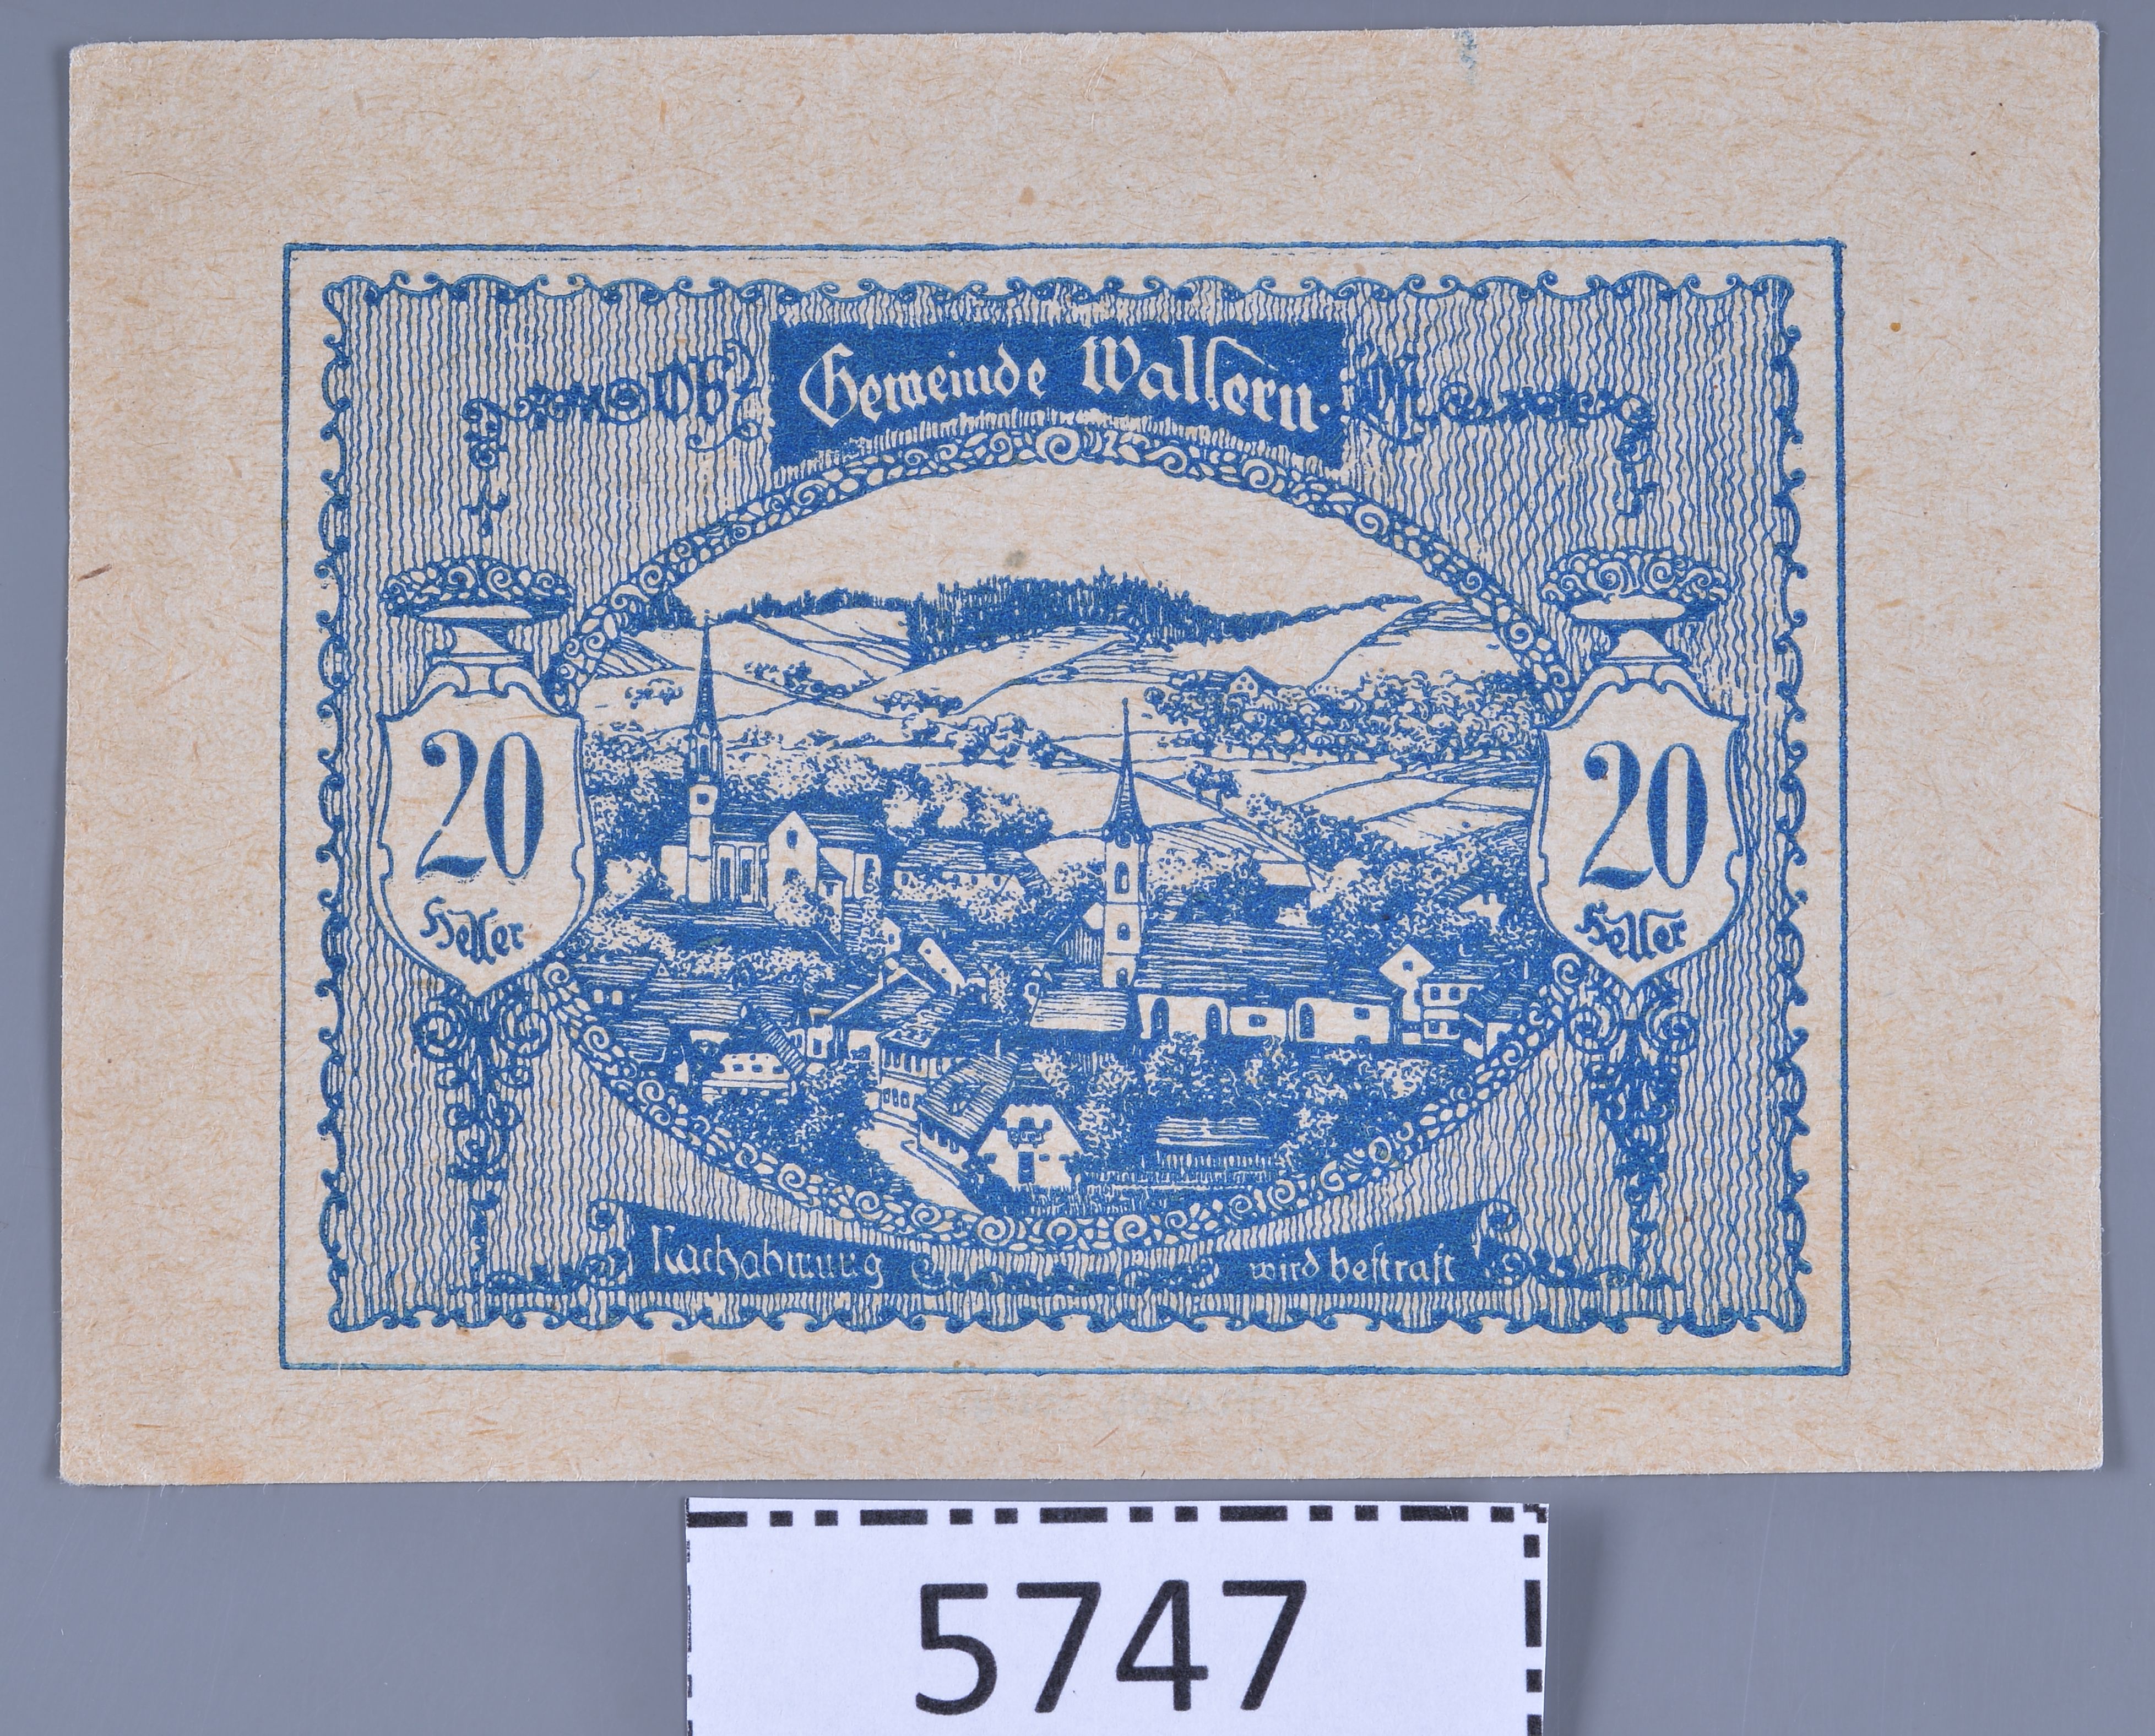 Gemeinde Wallern.
20
Heller
20
Heller
Nachahmung
wird bestraft
5747